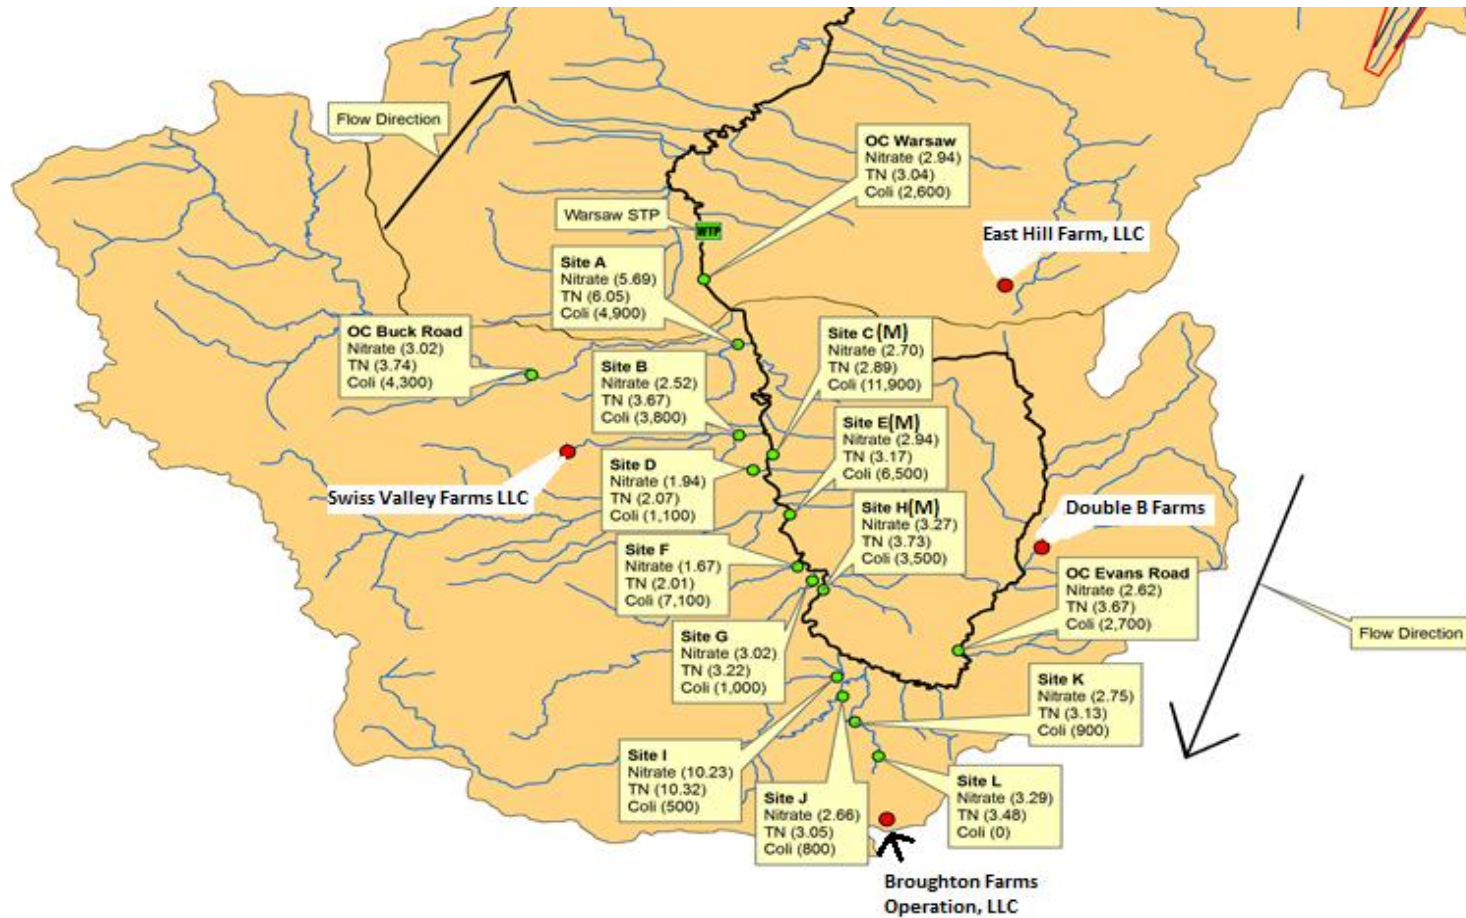 Flow Direction
OC Warsaw
Nitrate (2.94)
TN (3.04)
Coli (2,600)
Warsaw STP
WTP
East Hill Farm, LLC
Site A
Nitrate (5.69)
TN (6.05)
Coli (4,900)
OC Buck Road
Nitrate (3.02)
TN (3.74)
Coli (4,300)
Site C(M)
Nitrate (2.70)
TN (2.89)
Coli (11,900)
Site B
Nitrate (2.52)
TN (3.67)
Coli (3,800)
Site E(M)
Nitrate (2.94)
TN (3.17)
Coli (6,500)
Site D
Nitrate (1.94)
TN (2.07)
Coli (1,100)
Swiss Valley Farms LLC
Site H(M)
Nitrate (3.27)
TN (3.73)
Coli (3,500)
Double B Farms
Site F
Nitrate (1.67)
TN (2.01)
Coli (7,100)
OC Evans Road
Nitrate (2.62)
TN (3.67)
Coli (2,700)
Flow Direction
Site G
Nitrate (3.02)
TN (3.22)
Coli (1,000)
Site K
Nitrate (2.75)
TN (3.13)
Coli (900)
Site I
Nitrate (10.23)
TN (10.32)
Coli (500)
Site J
Nitrate (2.66)
TN (3.05)
Coli (800)
Site L
Nitrate (3.29)
TN (3.48)
Coli (0)
Broughton Farms
Operation, LLC